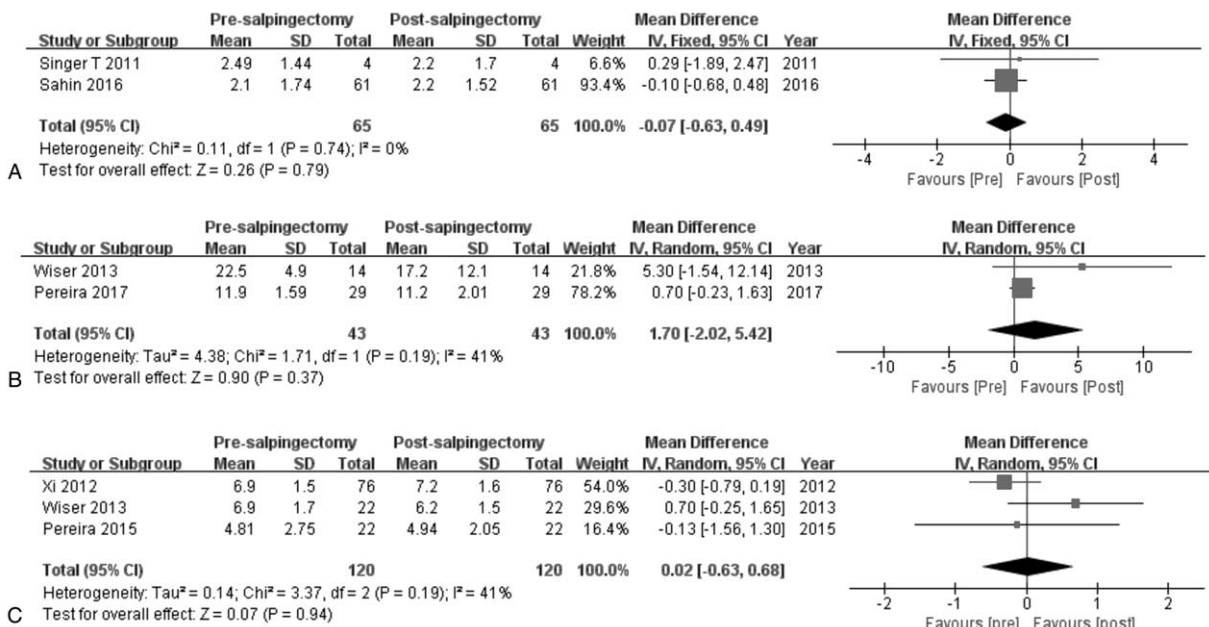 Pre-salpingectomy Post-salpingectomy Mean Difference Mean Difference
Study or Subgroup Mean SD Total Mean SD Total Weight IV, Fixed, 95% CI Year IV, Fixed, 95% CI
Singer T 2011 2.49 1.44 4 2.2 1.7 4 6.6% 0.29 [-1.89, 2.47] 2011
Sahin 2016 2.1 1.74 61 2.2 1.52 61 93.4% -0.10 [-0.68, 0.48] 2016
Total (95% CI) 65 65 100.0% -0.07 [-0.63, 0.49]
Heterogeneity: Chi² = 0.11, df = 1 (P = 0.74); I² = 0%
-4 -2 0 2 4
A Test for overall effect: Z = 0.26 (P = 0.79)
Favours [Pre] Favours [Post]
Pre-salpingectomy Post-sapingectomy Mean Difference Mean Difference
Study or Subgroup Mean SD Total Mean SD Total Weight IV, Random, 95% CI Year IV, Random, 95% CI
Wiser 2013 22.5 4.9 14 17.2 12.1 14 21.8% 5.30 [-1.54, 12.14] 2013
Pereira 2017 11.9 1.59 29 11.2 2.01 29 78.2% 0.70 [-0.23, 1.63] 2017
Total (95% CI) 43 43 100.0% 1.70 [-2.02, 5.42]
Heterogeneity: Tau² = 4.38; Chi² = 1.71, df = 1 (P = 0.19); I² = 41%
-10 -5 0 5 10
B Test for overall effect: Z = 0.90 (P = 0.37)
Favours [Pre] Favours [Post]
Pre-salpingectomy Post-salpingectomy Mean Difference Mean Difference
Study or Subgroup Mean SD Total Mean SD Total Weight IV, Random, 95% CI Year IV, Random, 95% CI
Xi 2012 6.9 1.5 76 7.2 1.6 76 54.0% -0.30 [-0.79, 0.19] 2012
Wiser 2013 6.9 1.7 22 6.2 1.5 22 29.6% 0.70 [-0.25, 1.65] 2013
Pereira 2015 4.81 2.75 22 4.94 2.05 22 16.4% -0.13 [-1.56, 1.30] 2015
Total (95% CI) 120 120 100.0% 0.02 [-0.63, 0.68]
Heterogeneity: Tau² = 0.14; Chi² = 3.37, df = 2 (P = 0.19); I² = 41%
-2 -1 0 1 2
C Test for overall effect: Z = 0.07 (P = 0.94)
Favours [pre] Favours [post]